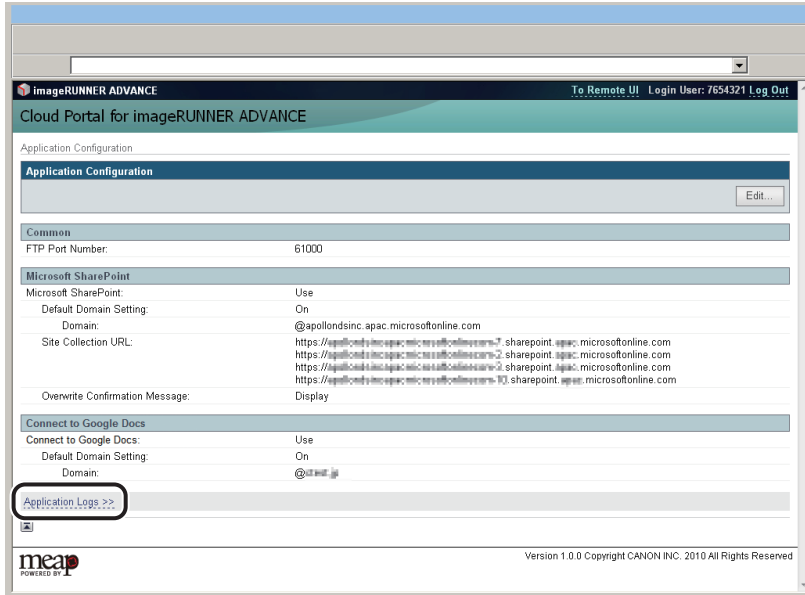 imageRUNNER ADVANCE
To Remote UI Login User: 7654321 Log Out
Cloud Portal for imageRUNNER ADVANCE
Application Configuration
Application Configuration
Edit...
Common
FTP Port Number: 61000
Microsoft SharePoint
Microsoft SharePoint: Use
Default Domain Setting: On
Domain: @apollondsinc.apac.microsoftonline.com
Site Collection URL: https:// .sharepoint. .microsoftonline.com
https:// .sharepoint. .microsoftonline.com
https:// .sharepoint. .microsoftonline.com
https:// .sharepoint. .microsoftonline.com
Overwrite Confirmation Message: Display
Connect to Google Docs
Connect to Google Docs: Use
Default Domain Setting: On
Domain: @
Application Logs >>
meap
POWERED BY
Version 1.0.0 Copyright CANON INC. 2010 All Rights Reserved